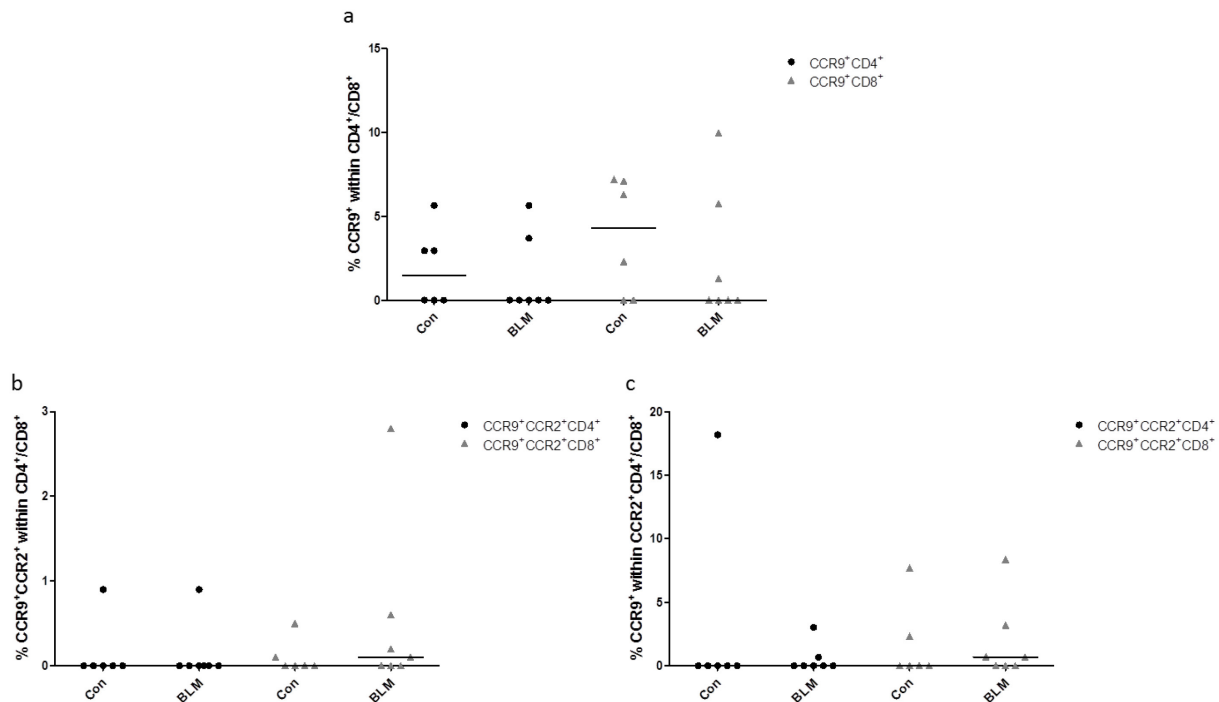 a
% CCR9⁺ within CD4⁺/CD8⁺
15
10
5
0
Con
BLM
Con
BLM
CCR9⁺CD4⁺
CCR9⁺CD8⁺
b
% CCR9⁺CCR2⁺ within CD4⁺/CD8⁺
3
2
1
0
Con
BLM
Con
BLM
CCR9⁺CCR2⁺CD4⁺
CCR9⁺CCR2⁺CD8⁺
c
% CCR9⁺ within CCR2⁺CD4⁺/CD8⁺
20
15
10
5
0
Con
BLM
Con
BLM
CCR9⁺CCR2⁺CD4⁺
CCR9⁺CCR2⁺CD8⁺